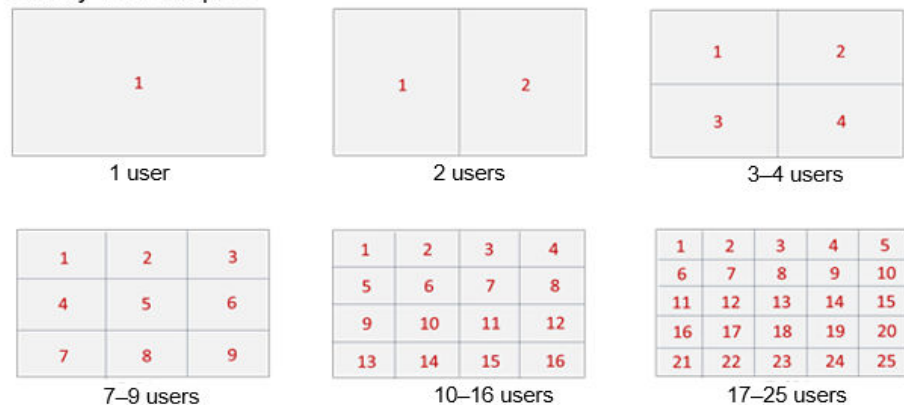 1
1 2
1 2
3 4
1 user
2 users
3–4 users
1 2 3
4 5 6
7 8 9
1 2 3 4
5 6 7 8
9 10 11 12
13 14 15 16
1 2 3 4 5
6 7 8 9 10
11 12 13 14 15
16 17 18 19 20
21 22 23 24 25
7–9 users
10–16 users
17–25 users